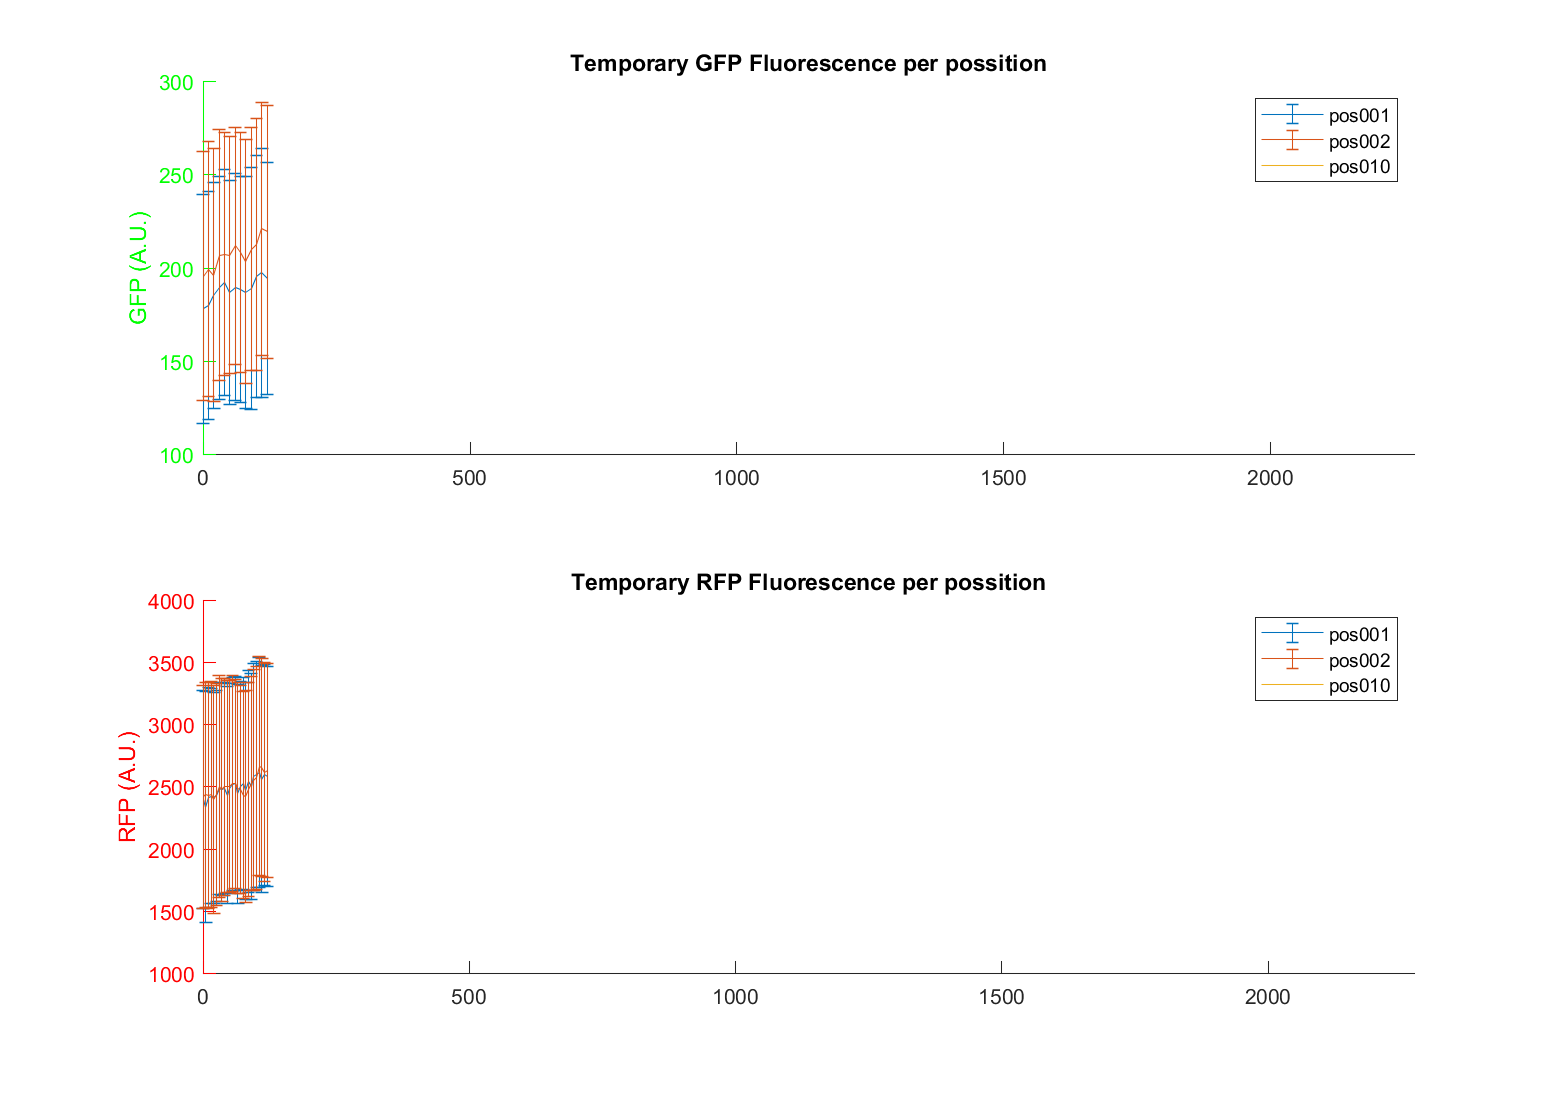 Temporary GFP Fluorescence per possition
300
250
200
150
100
GFP (A.U.)
pos001
pos002
pos010
0 500 1000 1500 2000
Temporary RFP Fluorescence per possition
4000
3500
3000
2500
2000
1500
1000
RFP (A.U.)
pos001
pos002
pos010
0 500 1000 1500 2000